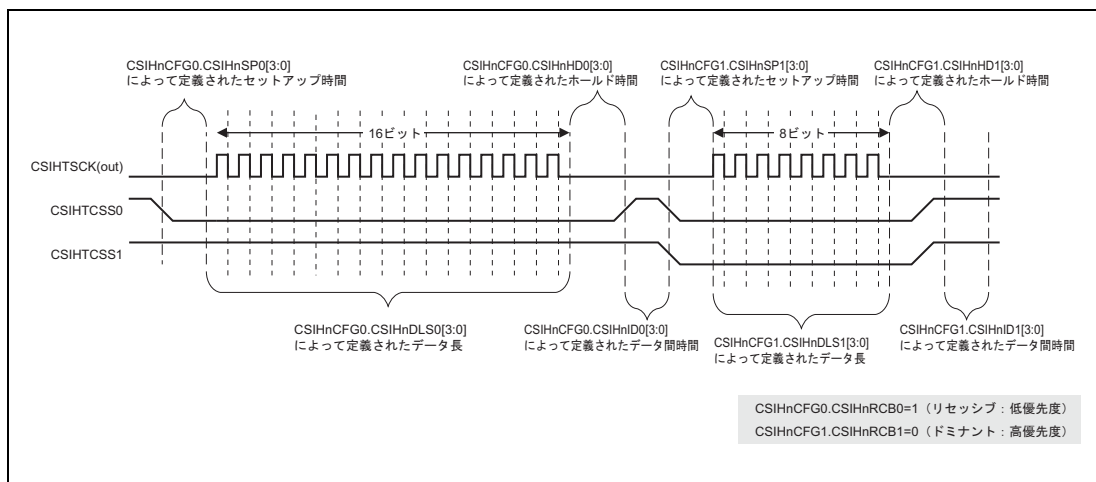 CSIHnCFG0.CSIHnSP0[3:0]
によって定義されたセットアップ時間
CSIHnCFG0.CSIHnHD0[3:0]
によって定義されたホールド時間
CSIHnCFG1.CSIHnSP1[3:0]
によって定義されたセットアップ時間
CSIHnCFG1.CSIHnHD1[3:0]
によって定義されたホールド時間
16ビット
8ビット
CSIHTSCK(out)
CSIHTCSS0
CSIHTCSS1
CSIHnCFG0.CSIHnDLS0[3:0]
によって定義されたデータ長
CSIHnCFG0.CSIHnID0[3:0]
によって定義されたデータ間時間
CSIHnCFG1.CSIHnDLS1[3:0]
によって定義されたデータ長
CSIHnCFG1.CSIHnID1[3:0]
によって定義されたデータ間時間
CSIHnCFG0.CSIHnRCB0=1（リセッシブ：低優先度）
CSIHnCFG1.CSIHnRCB1=0（ドミナント：高優先度）